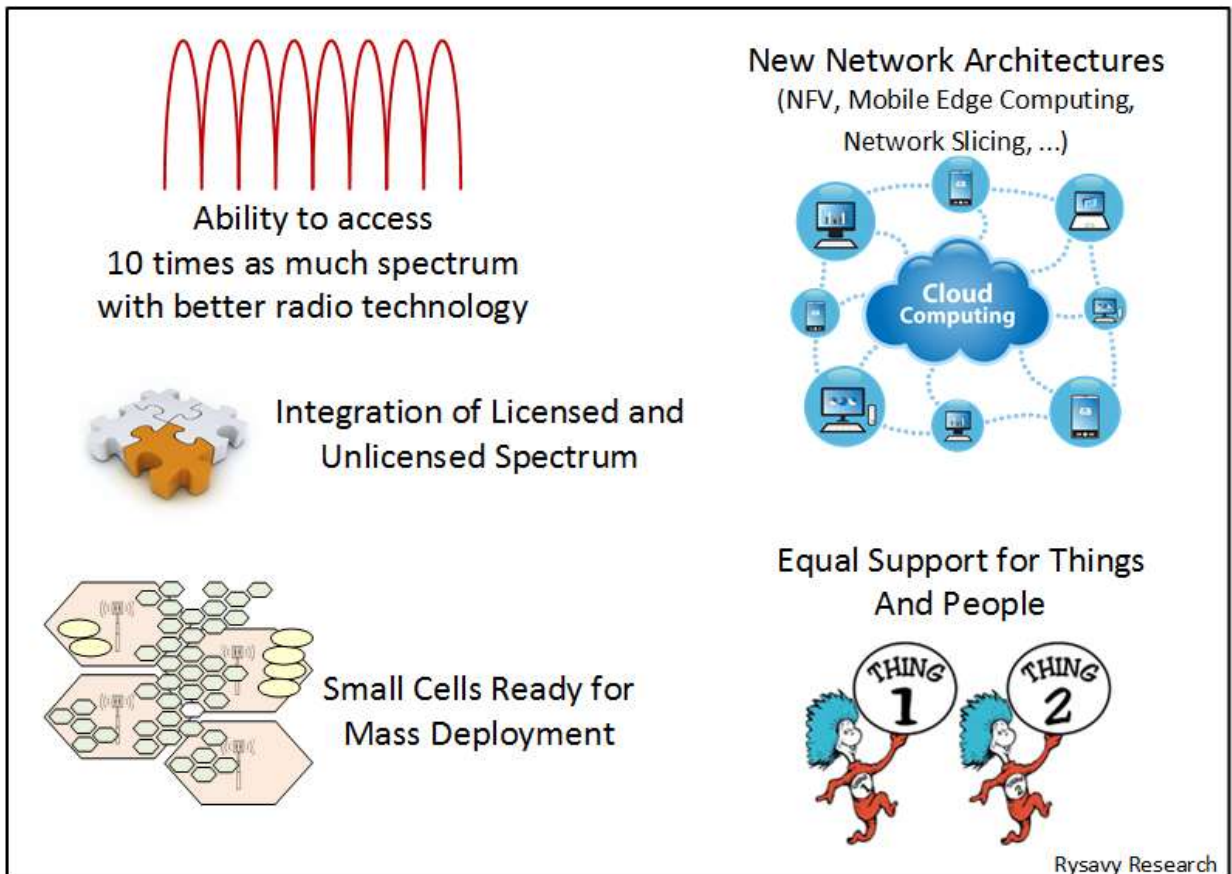 Ability to access
10 times as much spectrum
with better radio technology
Integration of Licensed and
Unlicensed Spectrum
Small Cells Ready for
Mass Deployment
New Network Architectures
(NFV, Mobile Edge Computing,
Network Slicing, ...)
Cloud
Computing
Equal Support for Things
And People
THING
1
THING
2
Rysavy Research